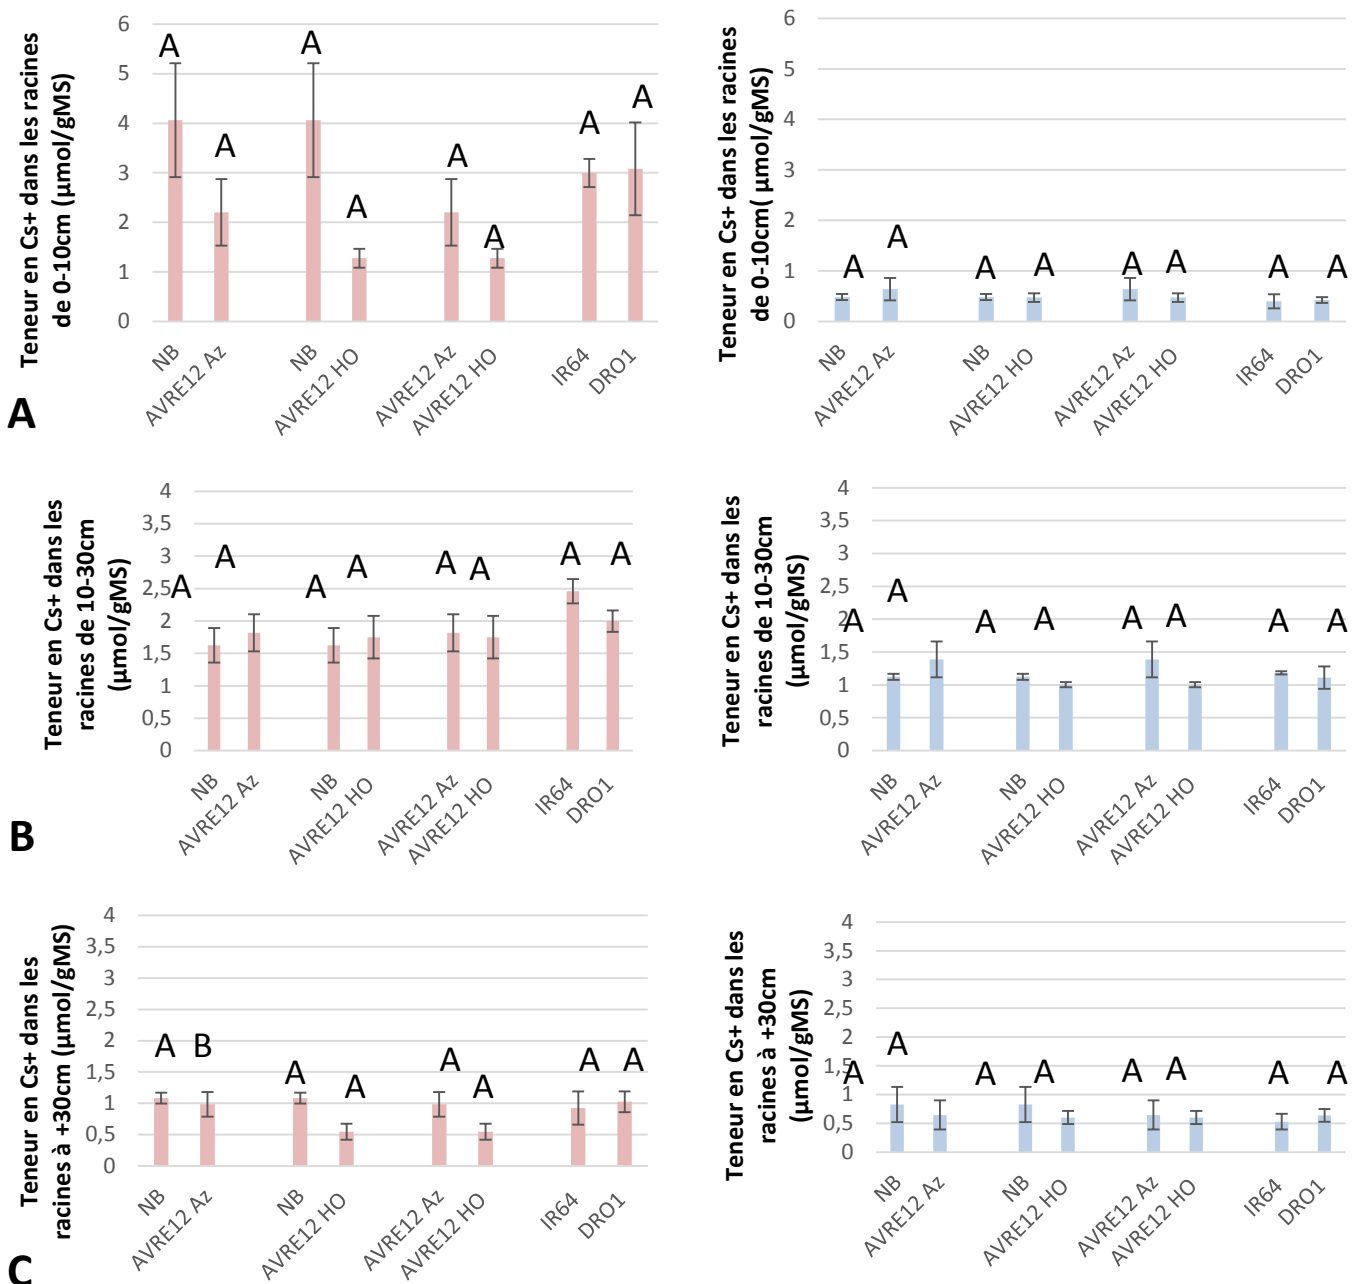 Teneur en Cs+ dans les racines
de 0-10cm (µmol/gMS)
6
5
4
3
2
1
0
A
A
A
A
A
A
A
A
NB
AVRE12 Az
NB
AVRE12 HO
AVRE12 Az
AVRE12 HO
IR64
DRO1
A
Teneur en Cs+ dans les racines
de 0-10cm( µmol/gMS)
6
5
4
3
2
1
0
A
A
A
A
A
A
A
A
NB
AVRE12 Az
NB
AVRE12 HO
AVRE12 Az
AVRE12 HO
IR64
DRO1
Teneur en Cs+ dans les
racines de 10-30cm
(µmol/gMS)
4
3,5
3
2,5
2
1,5
1
0,5
0
A
A
A
A
A
A
A
A
NB
AVRE12 Az
NB
AVRE12 HO
AVRE12 Az
AVRE12 HO
IR64
DRO1
B
Teneur en Cs+ dans les
racines de 10-30cm
(µmol/gMS)
4
3,5
3
2,5
2
1,5
1
0,5
0
A
A
A
A
A
A
A
A
NB
AVRE12 Az
NB
AVRE12 HO
AVRE12 Az
AVRE12 HO
IR64
DRO1
Teneur en Cs+ dans les
racines à +30cm (µmol/gMS)
4
3,5
3
2,5
2
1,5
1
0,5
0
A
B
A
A
A
A
A
A
NB
AVRE12 Az
NB
AVRE12 HO
AVRE12 Az
AVRE12 HO
IR64
DRO1
C
Teneur en Cs+ dans les
racines à +30cm
(µmol/gMS)
4
3,5
3
2,5
2
1,5
1
0,5
0
A
A
A
A
A
A
A
A
NB
AVRE12 Az
NB
AVRE12 HO
AVRE12 Az
AVRE12 HO
IR64
DRO1